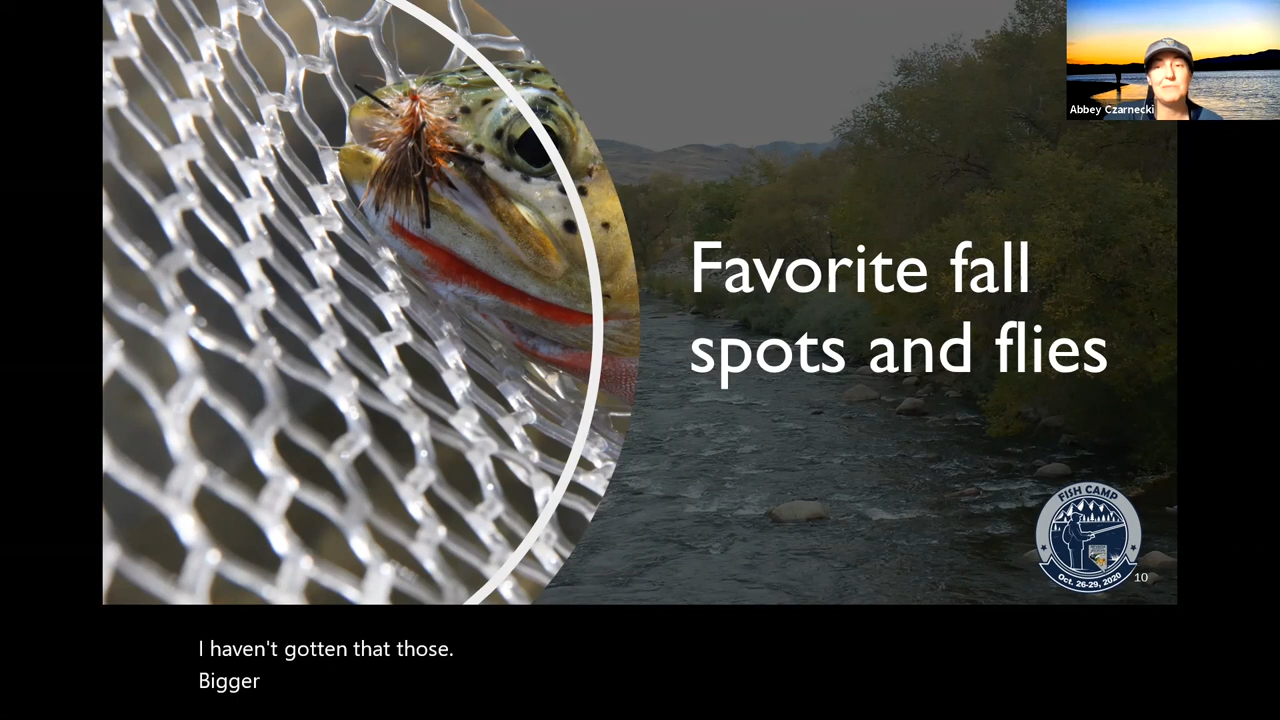 Abbey Czarnecki
Favorite fall
spots and flies
FISH CAMP
Oct. 26-29, 2020
10
I haven't gotten that those.
Bigger